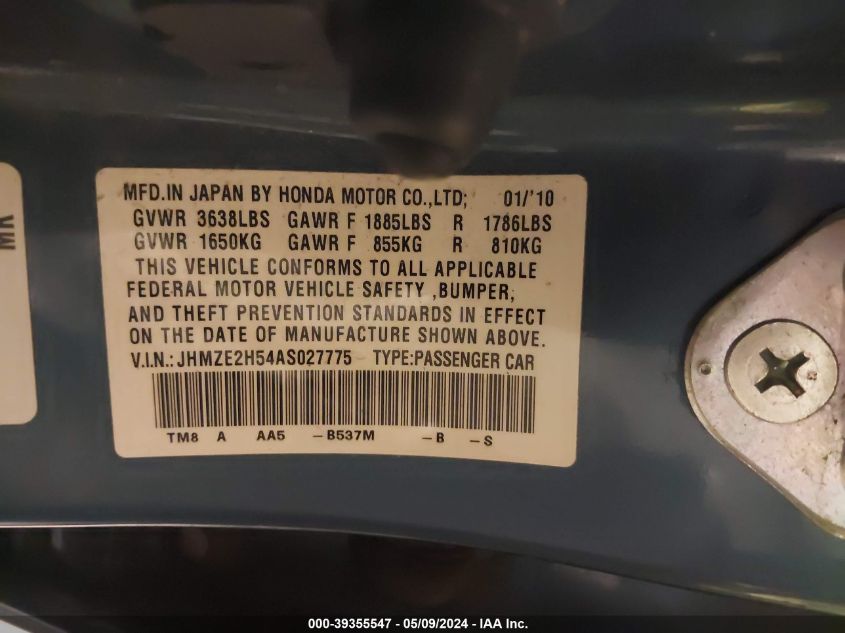 MFD.IN JAPAN BY HONDA MOTOR CO.,LTD; 01/'10
GVWR 3638LBS GAWR F 1885LBS R 1786LBS
GVWR 1650KG GAWR F 855KG R 810KG
THIS VEHICLE CONFORMS TO ALL APPLICABLE
FEDERAL MOTOR VEHICLE SAFETY ,BUMPER,
AND THEFT PREVENTION STANDARDS IN EFFECT
ON THE DATE OF MANUFACTURE SHOWN ABOVE.
V.I.N.:JHMZE2H54AS027775 TYPE:PASSENGER CAR
TM8 A AA5 -B537M -B -S
MR
000-39355547 - 05/09/2024 - IAA Inc.